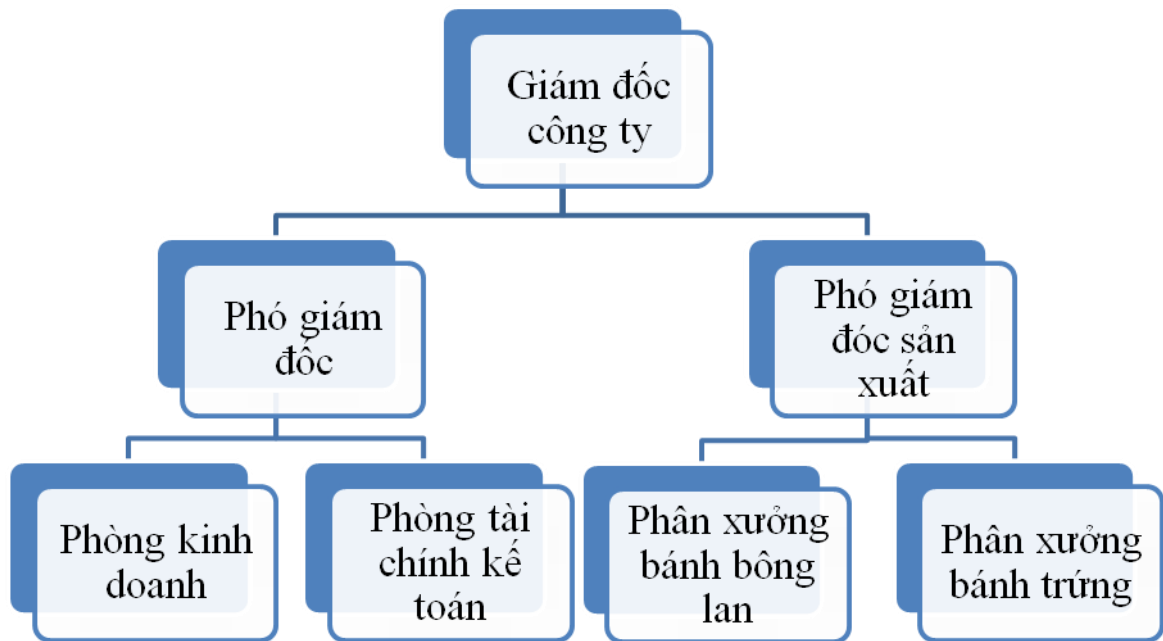 Giám đốc
công ty
Phó giám
đốc
Phó giám
đóc sản
xuất
Phòng kinh
doanh
Phòng tài
chính kế
toán
Phân xưởng
bánh bông
lan
Phân xưởng
bánh trứng